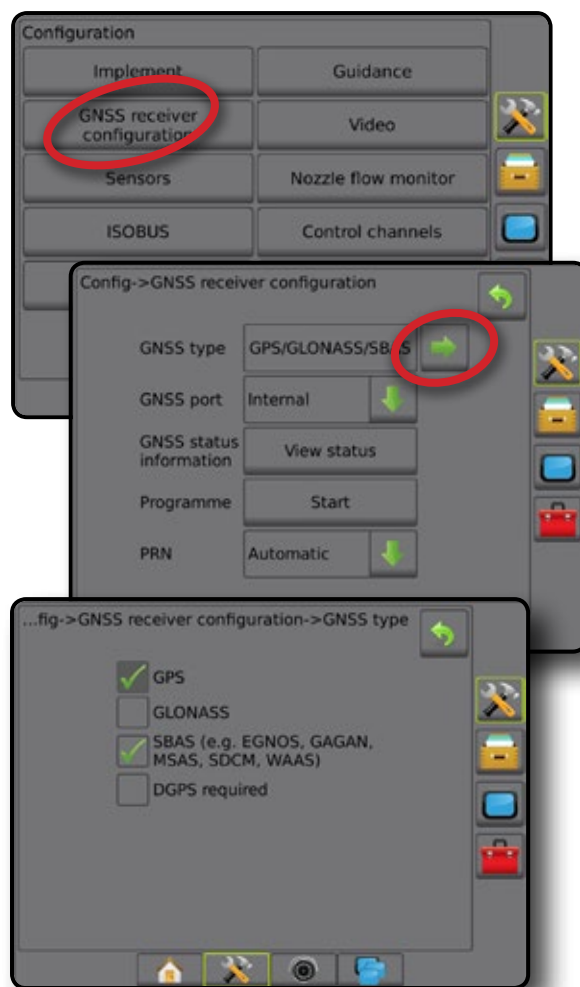 Configuration
Implement
Guidance
GNSS receiver
configuration
Video
Sensors
Nozzle flow monitor
ISOBUS
Control channels
Config->GNSS receiver configuration
GNSS type
GPS/GLONASS/SBAS
GNSS port
Internal
GNSS status
information
View status
Programme
Start
PRN
Automatic
...fig->GNSS receiver configuration->GNSS type
GPS
GLONASS
SBAS (e.g. EGNOS, GAGAN,
MSAS, SDCM, WAAS)
DGPS required